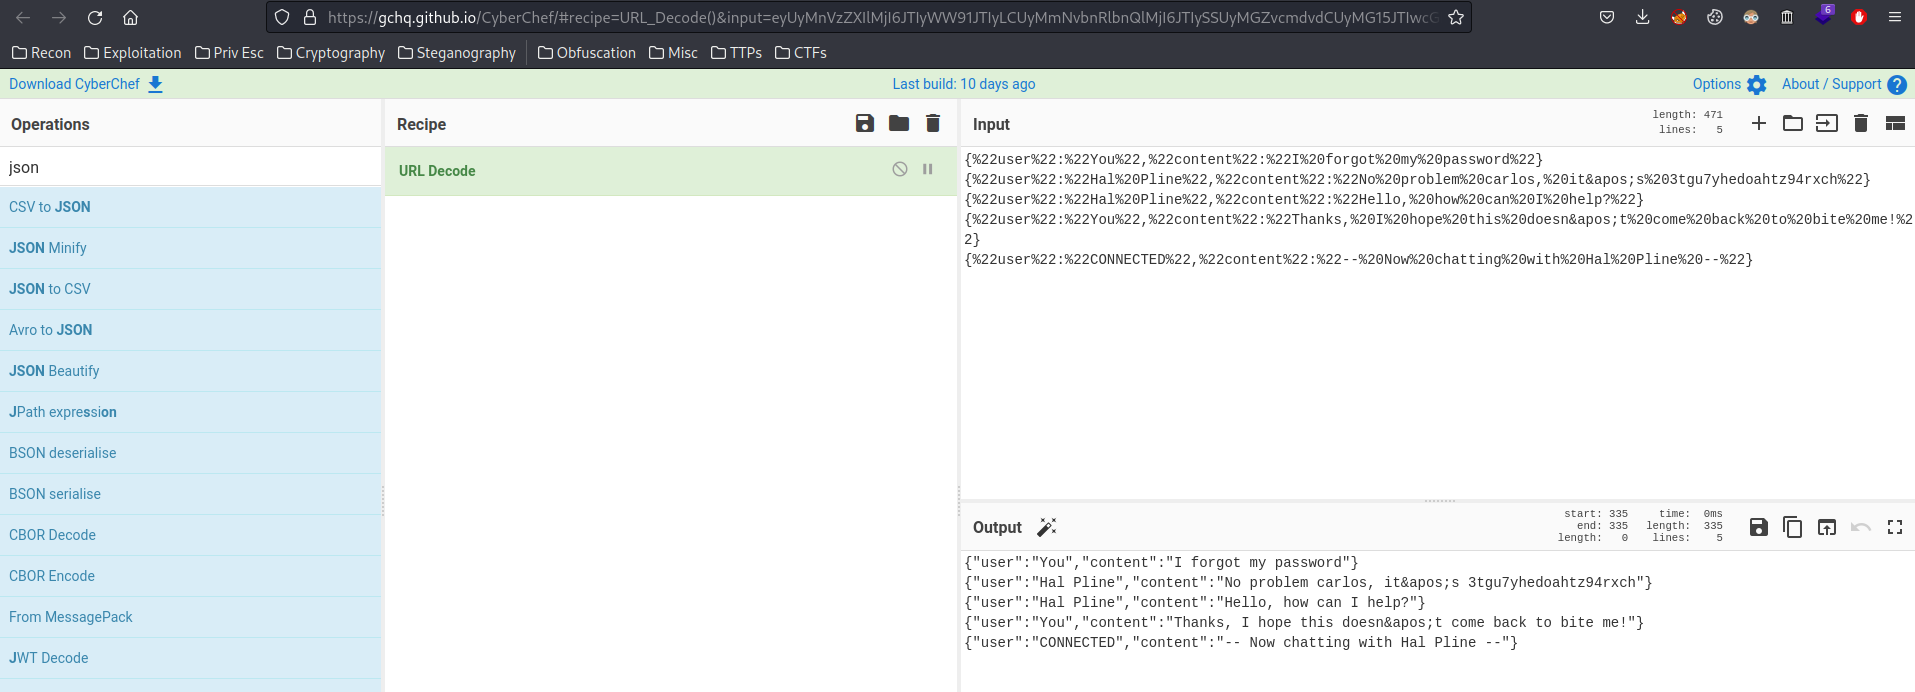 https://gchq.github.io/CyberChef/#recipe=URL_Decode()&input=eyUyMnVzZXIlMjI6JTIyWW91JTIyLCUyMmNvbnRlbnQlMjI6JTIySSUyMGZvcmdvdCUyMG15JTIwcG
6
Recon Exploitation Priv Esc Cryptography Steganography Obfuscation Misc TTPs CTFs
Download CyberChef Last build: 10 days ago Options About / Support
Operations
json
CSV to JSON
JSON Minify
JSON to CSV
Avro to JSON
JSON Beautify
JPath expression
BSON deserialise
BSON serialise
CBOR Decode
CBOR Encode
From MessagePack
JWT Decode
Recipe
URL Decode
Input
length: 471
lines: 5
{%22user%22:%22You%22,%22content%22:%22I%20forgot%20my%20password%22}
{%22user%22:%22Hal%20Pline%22,%22content%22:%22No%20problem%20carlos,%20it&apos;s%203tgu7yhedoahtz94rxch%22}
{%22user%22:%22Hal%20Pline%22,%22content%22:%22Hello,%20how%20can%20I%20help?%22}
{%22user%22:%22You%22,%22content%22:%22Thanks,%20I%20hope%20this%20doesn&apos;t%20come%20back%20to%20bite%20me!%2
2}
{%22user%22:%22CONNECTED%22,%22content%22:%22--%20Now%20chatting%20with%20Hal%20Pline%20--%22}
Output
start: 335 time: 0ms
end: 335 length: 335
length: 0 lines: 5
{"user":"You","content":"I forgot my password"}
{"user":"Hal Pline","content":"No problem carlos, it&apos;s 3tgu7yhedoahtz94rxch"}
{"user":"Hal Pline","content":"Hello, how can I help?"}
{"user":"You","content":"Thanks, I hope this doesn&apos;t come back to bite me!"}
{"user":"CONNECTED","content":"-- Now chatting with Hal Pline --"}